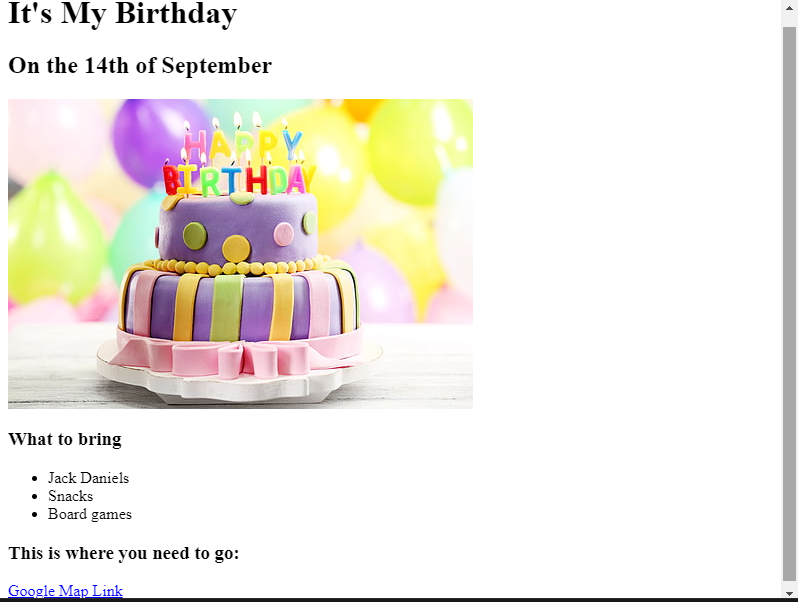 It's My Birthday
On the 14th of September
HAPPY
BIRTHDAY
What to bring
Jack Daniels
Snacks
Board games
This is where you need to go:
Google Map Link